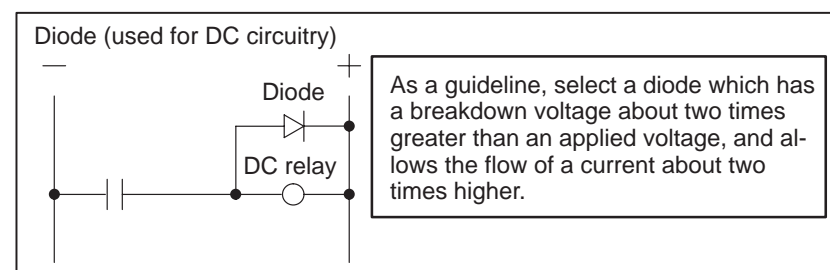 Diode (used for DC circuitry)
— +
Diode
DC relay
As a guideline, select a diode which has
a breakdown voltage about two times
greater than an applied voltage, and al-
lows the flow of a current about two
times higher.